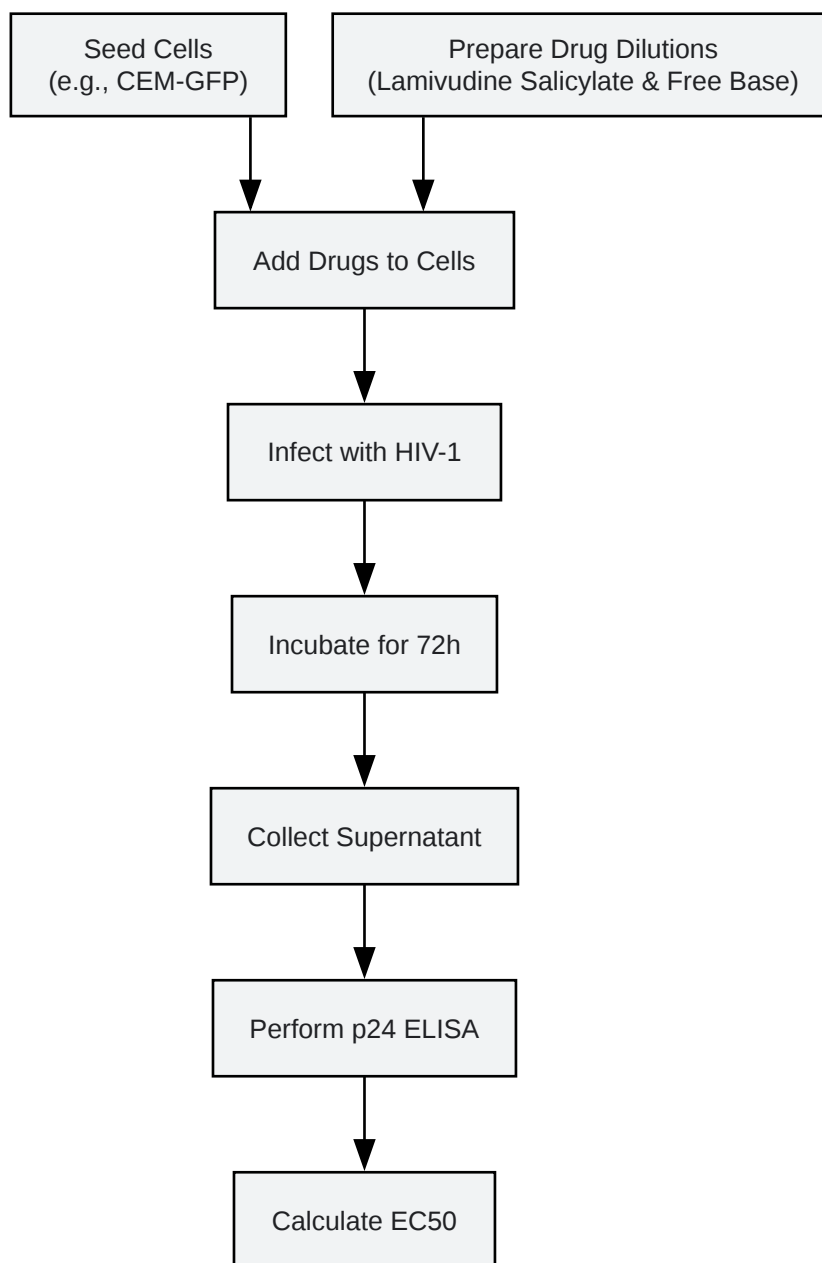 Seed Cells
(e.g., CEM-GFP)
Prepare Drug Dilutions
(Lamivudine Salicylate & Free Base)
Add Drugs to Cells
Infect with HIV-1
Incubate for 72h
Collect Supernatant
Perform p24 ELISA
Calculate EC50